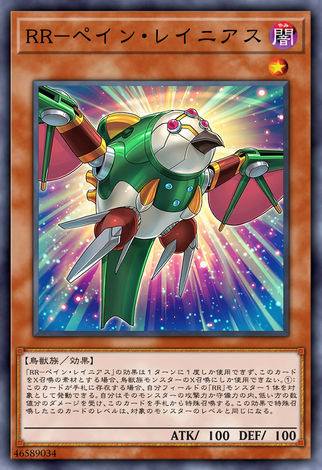 RR－ペイン・レイニアス
やみ
闇
【鳥獣族／効果】
「RR－ペイン・レイニアス」の効果は１ターンに１度しか使用できず、このカード
をX召喚の素材とする場合、鳥獣族モンスターのX召喚にしか使用できない。①：
このカードが手札に存在する場合、自分フィールドの「RR」モンスター１体を対
象として発動できる。自分はそのモンスターの攻撃力か守備力の内、低い方の数
値分のダメージを受け、このカードを手札から特殊召喚する。この効果で特殊召
喚したこのカードのレベルは、対象のモンスターのレベルと同じになる。
ATK/ 100 DEF/ 100
46589034